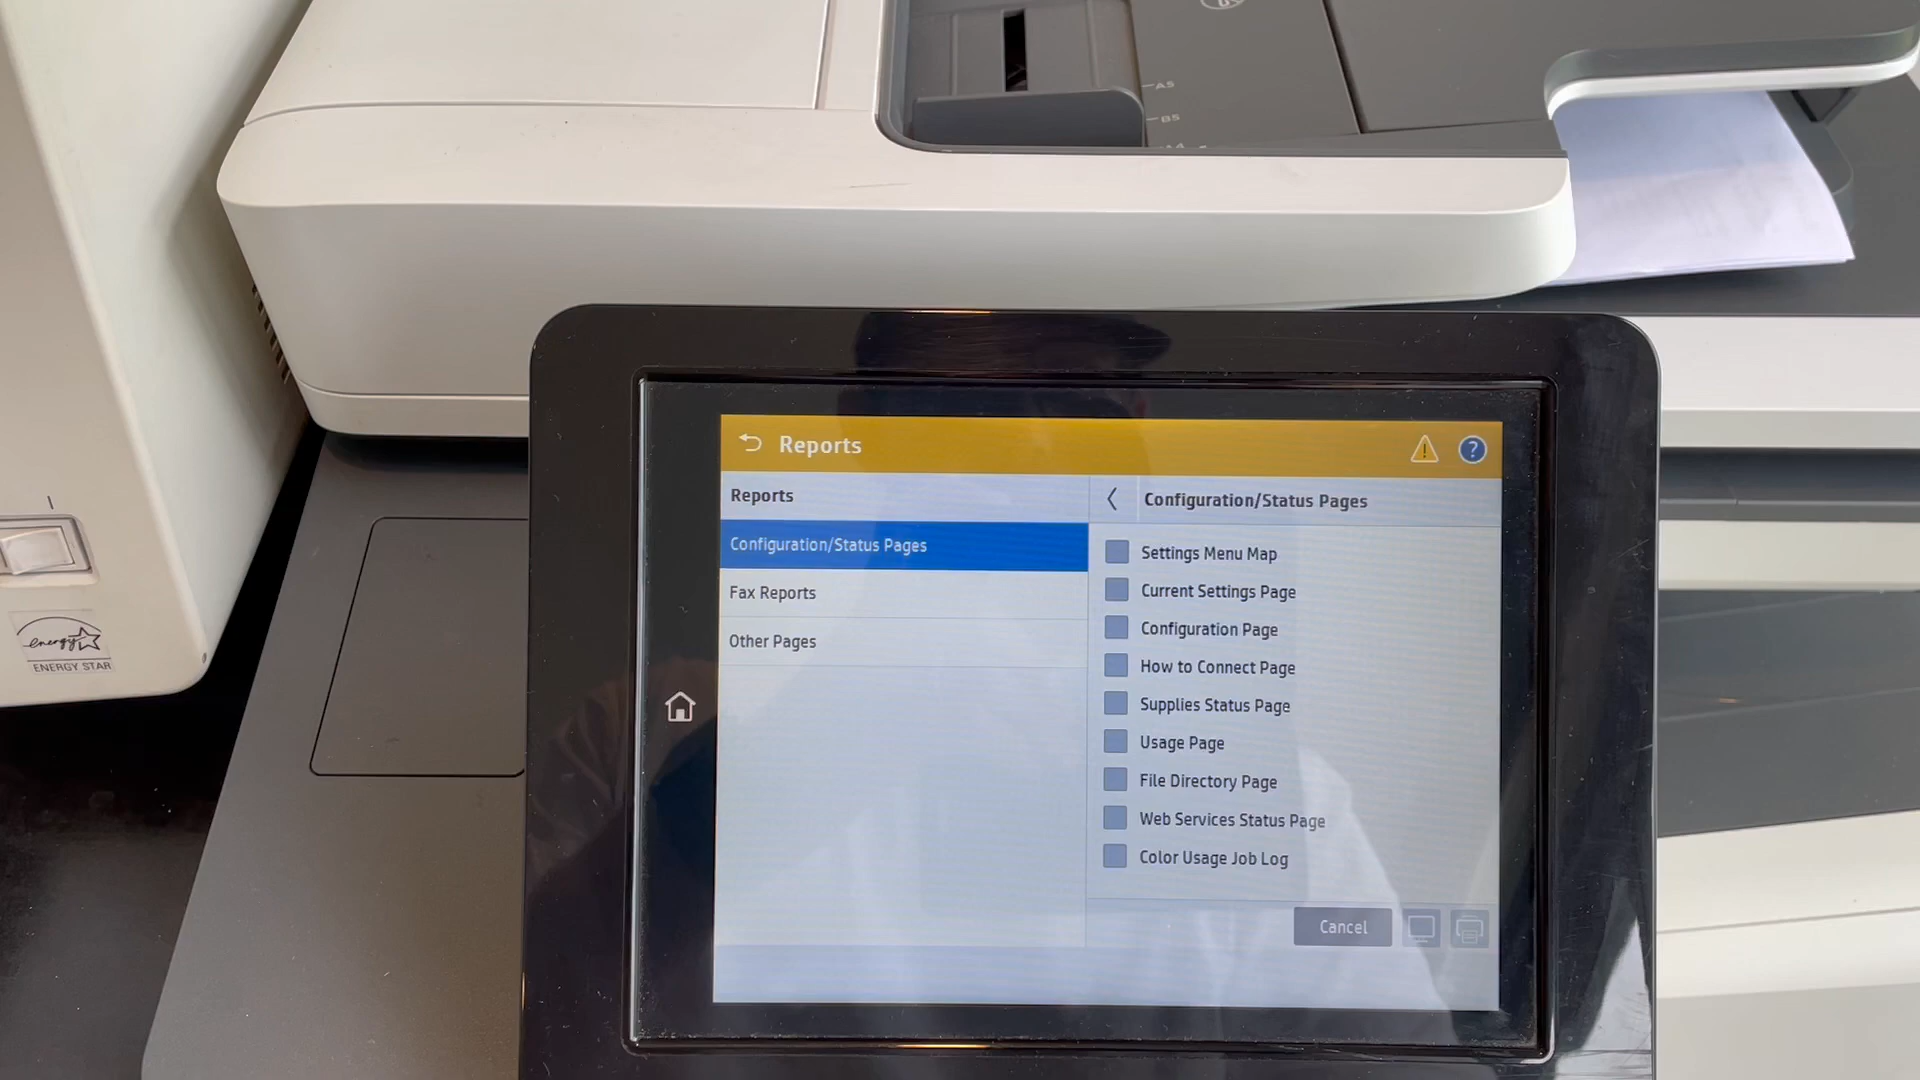 A5
B5
Reports
Reports
Configuration/Status Pages
Configuration/Status Pages
Fax Reports
Other Pages
Settings Menu Map
Current Settings Page
Configuration Page
How to Connect Page
Supplies Status Page
Usage Page
File Directory Page
Web Services Status Page
Color Usage Job Log
Cancel
energy
ENERGY STAR